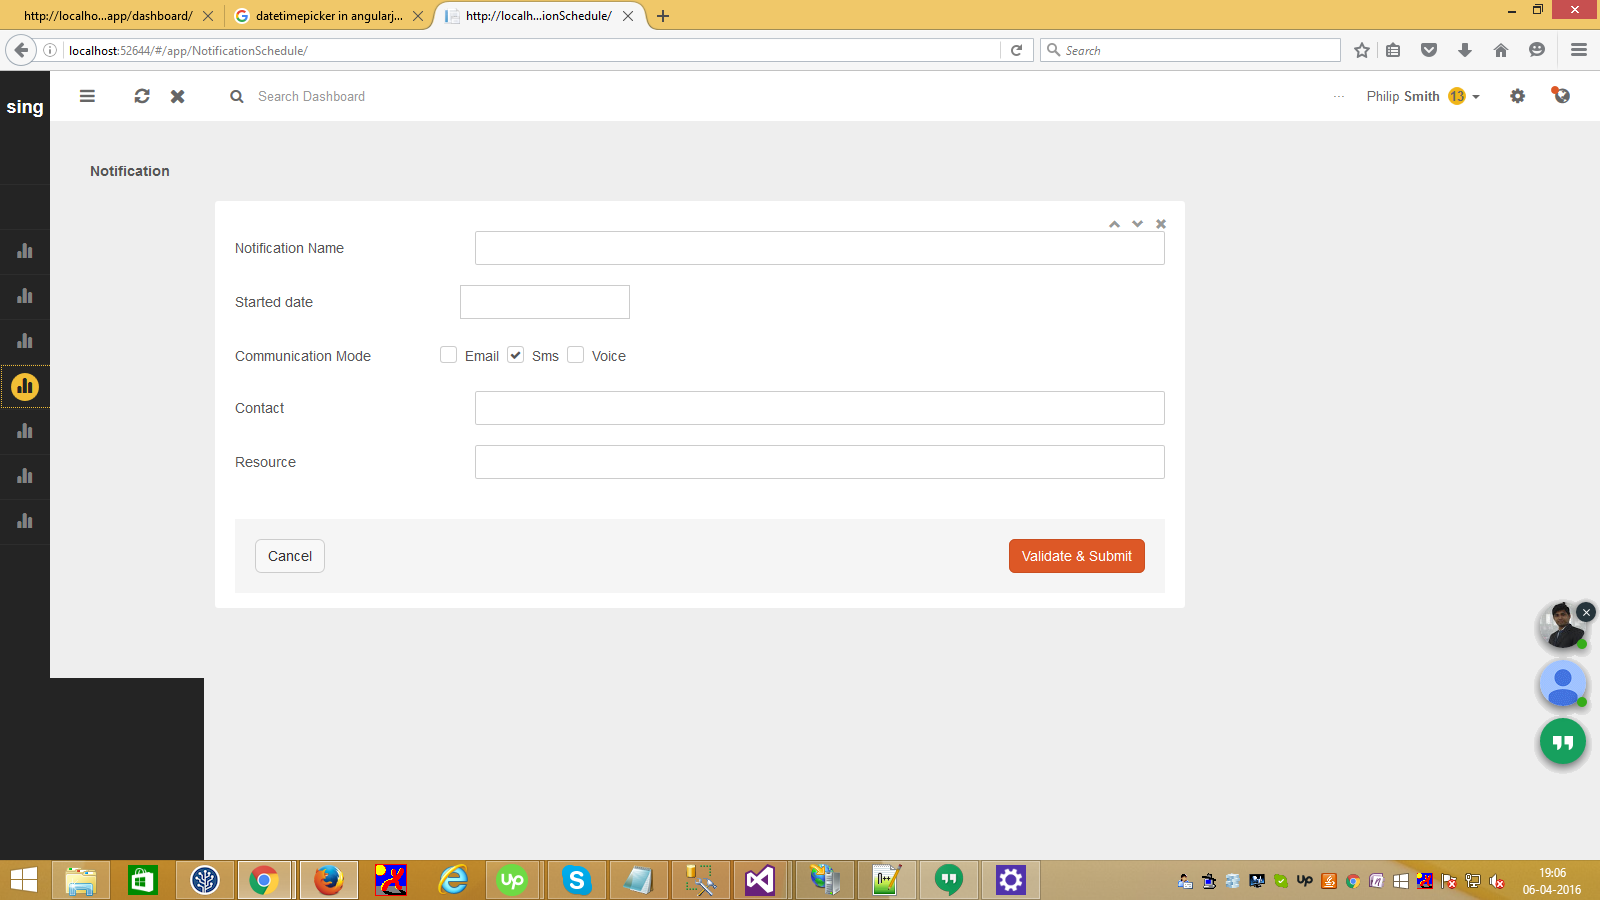 http://localho...app/dashboard/
datetimepicker in angularj...
http://localh...ionSchedule/
localhost:52644/#/app/NotificationSchedule/
Search
sing
Search Dashboard
Philip Smith 13
Notification
Notification Name
Started date
Communication Mode
Email
Sms
Voice
Contact
Resource
Cancel
Validate & Submit
up
S
n++
up
19:06
06-04-2016